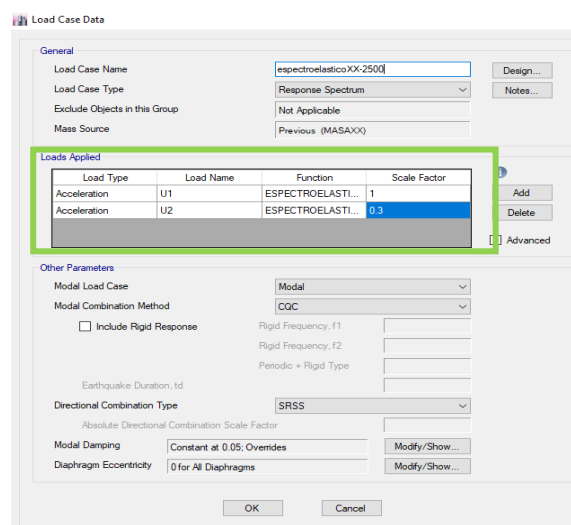 Load Case Data
General
Load Case Name espectroelasticoXX-2500 Design...
Load Case Type Response Spectrum Notes...
Exclude Objects in this Group Not Applicable
Mass Source Previous (MASAXX)
Loads Applied
Load Type Load Name Function Scale Factor
Acceleration U1 ESPECTROELASTI... 1 Add
Acceleration U2 ESPECTROELASTI... 0.3 Delete
Advanced
Other Parameters
Modal Load Case Modal
Modal Combination Method CQC
Include Rigid Response Rigid Frequency, f1
Rigid Frequency, f2
Periodic + Rigid Type
Earthquake Duration, td
Directional Combination Type SRSS
Absolute Directional Combination Scale Factor
Modal Damping Constant at 0.05; Overrides Modify/Show...
Diaphragm Eccentricity 0 for All Diaphragms Modify/Show...
OK Cancel